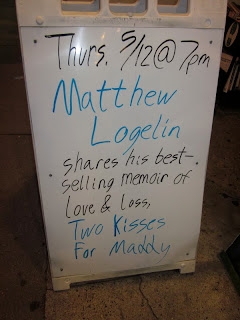 Thurs. 5/12@7pm
Matthew
Logelin
shares his best-
selling memoir of
Love & Loss,
Two Kisses
For Maddy